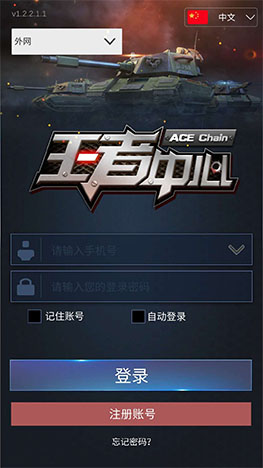 v1.2.2.1.1
中文
外网
ACE Chain
王者中心
请输入手机号
请输入您的登录密码
记住账号
自动登录
登录
注册账号
忘记密码?